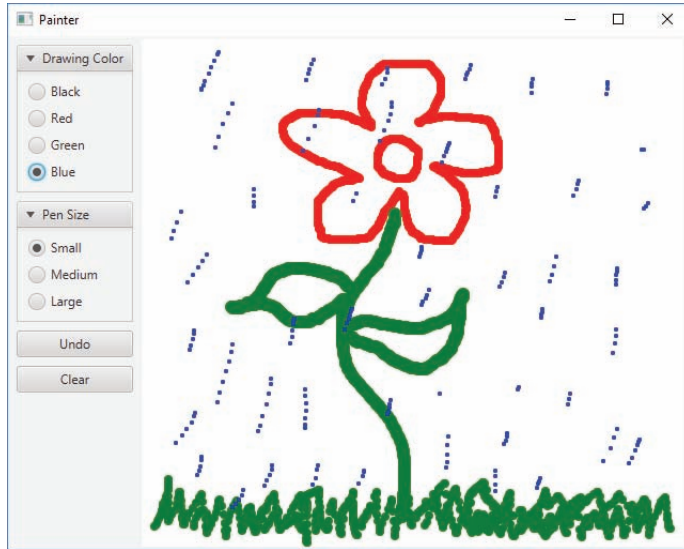 Painter
Drawing Color
Black
Red
Green
Blue
Pen Size
Small
Medium
Large
Undo
Clear